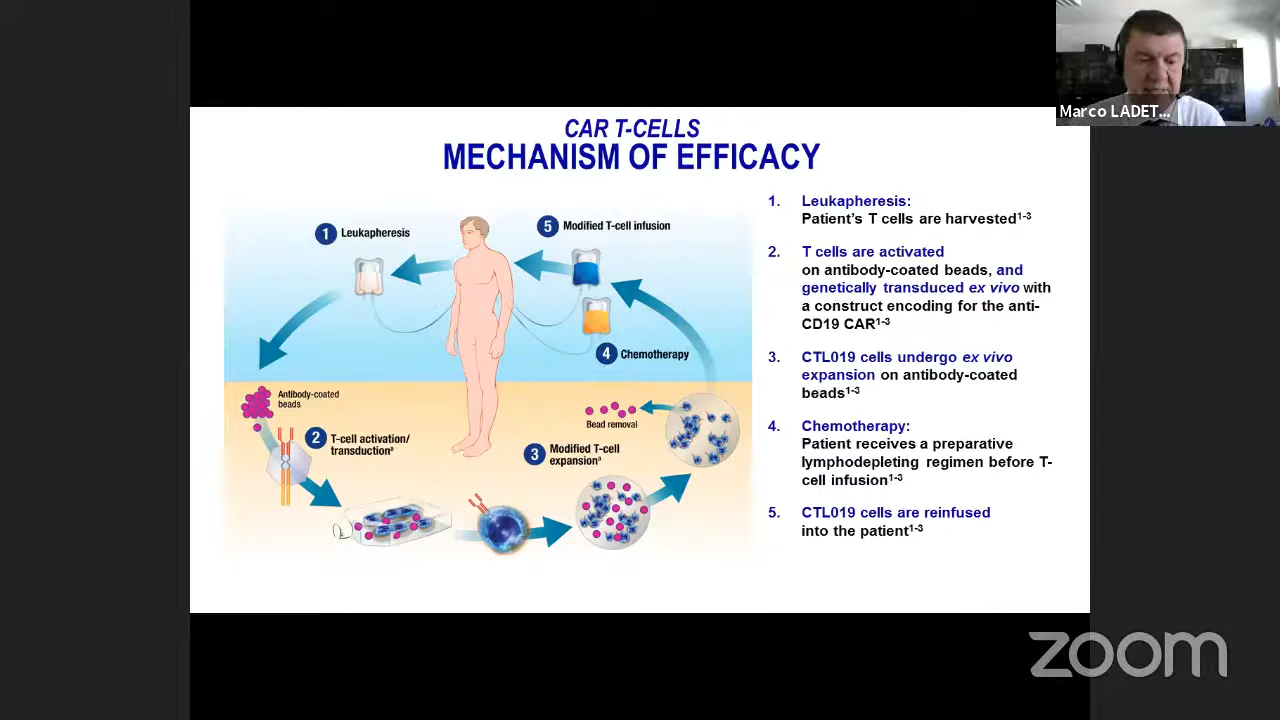 Marco LADET...
CAR T-CELLS
MECHANISM OF EFFICACY
1 Leukapheresis
5 Modified T-cell infusion
4 Chemotherapy
Antibody-coated
beads
2 T-cell activation/
transductionᵃ
Bead removal
3 Modified T-cell
expansionᵃ
1. Leukapheresis:
Patient's T cells are harvested¹⁻³
2. T cells are activated
on antibody-coated beads, and
genetically transduced ex vivo with
a construct encoding for the anti-
CD19 CAR¹⁻³
3. CTL019 cells undergo ex vivo
expansion on antibody-coated
beads¹⁻³
4. Chemotherapy:
Patient receives a preparative
lymphodepleting regimen before T-
cell infusion¹⁻³
5. CTL019 cells are reinfused
into the patient¹⁻³
zoom